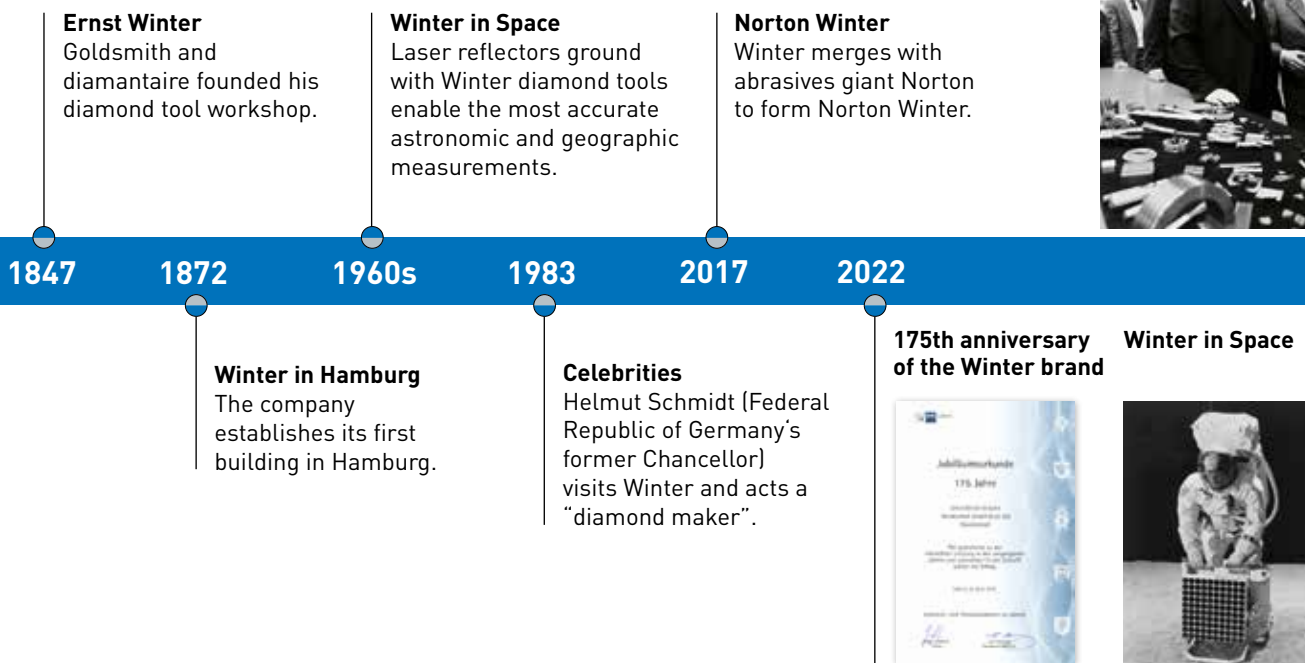 Ernst Winter
Goldsmith and
diamantaire founded his
diamond tool workshop.
Winter in Space
Laser reflectors ground
with Winter diamond tools
enable the most accurate
astronomic and geographic
measurements.
Norton Winter
Winter merges with
abrasives giant Norton
to form Norton Winter.
1847
1872
1960s
1983
2017
2022
Winter in Hamburg
The company
establishes its first
building in Hamburg.
Celebrities
Helmut Schmidt (Federal
Republic of Germany‘s
former Chancellor)
visits Winter and acts a
“diamond maker”.
175th anniversary
of the Winter brand
Winter in Space
Jubiläumsurkunde
175 Jahre